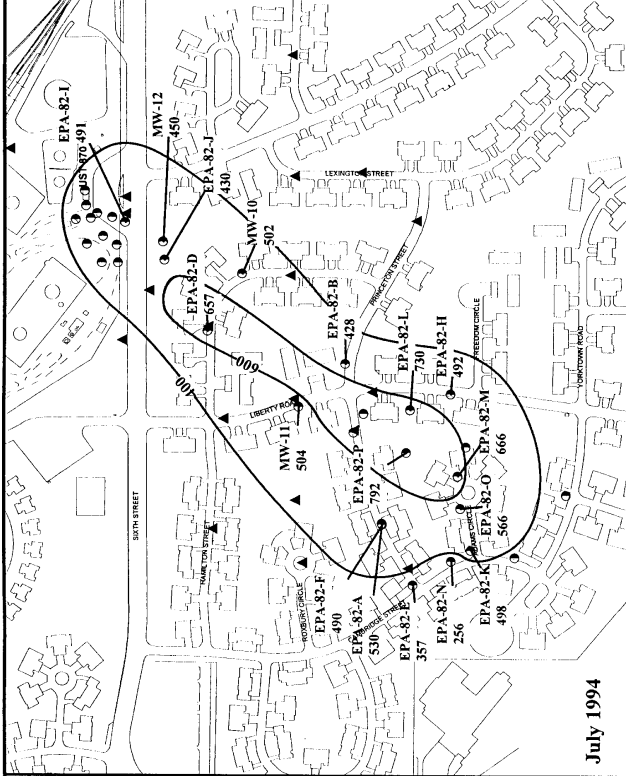 EPA-82-I
491
UST 870
MW-12
450
EPA-82-J
430
EPA-82-D
657
MW-10
502
LEXINGTON STREET
EPA-82-B
428
PRINCETON STREET
400
600
SIXTH STREET
LIBERTY ROAD
MW-11
504
HAMILTON STREET
EPA-82-L
730
EPA-82-H
492
FREEDOM CIRCLE
YORKTOWN ROAD
EPA-82-P
792
EPA-82-M
666
EPA-82-O
566
ROXBURY CIRCLE
EPA-82-F
490
EPA-82-A
530
EPA-82-E
357
EPA-82-N
256
EPA-82-K
498
July 1994